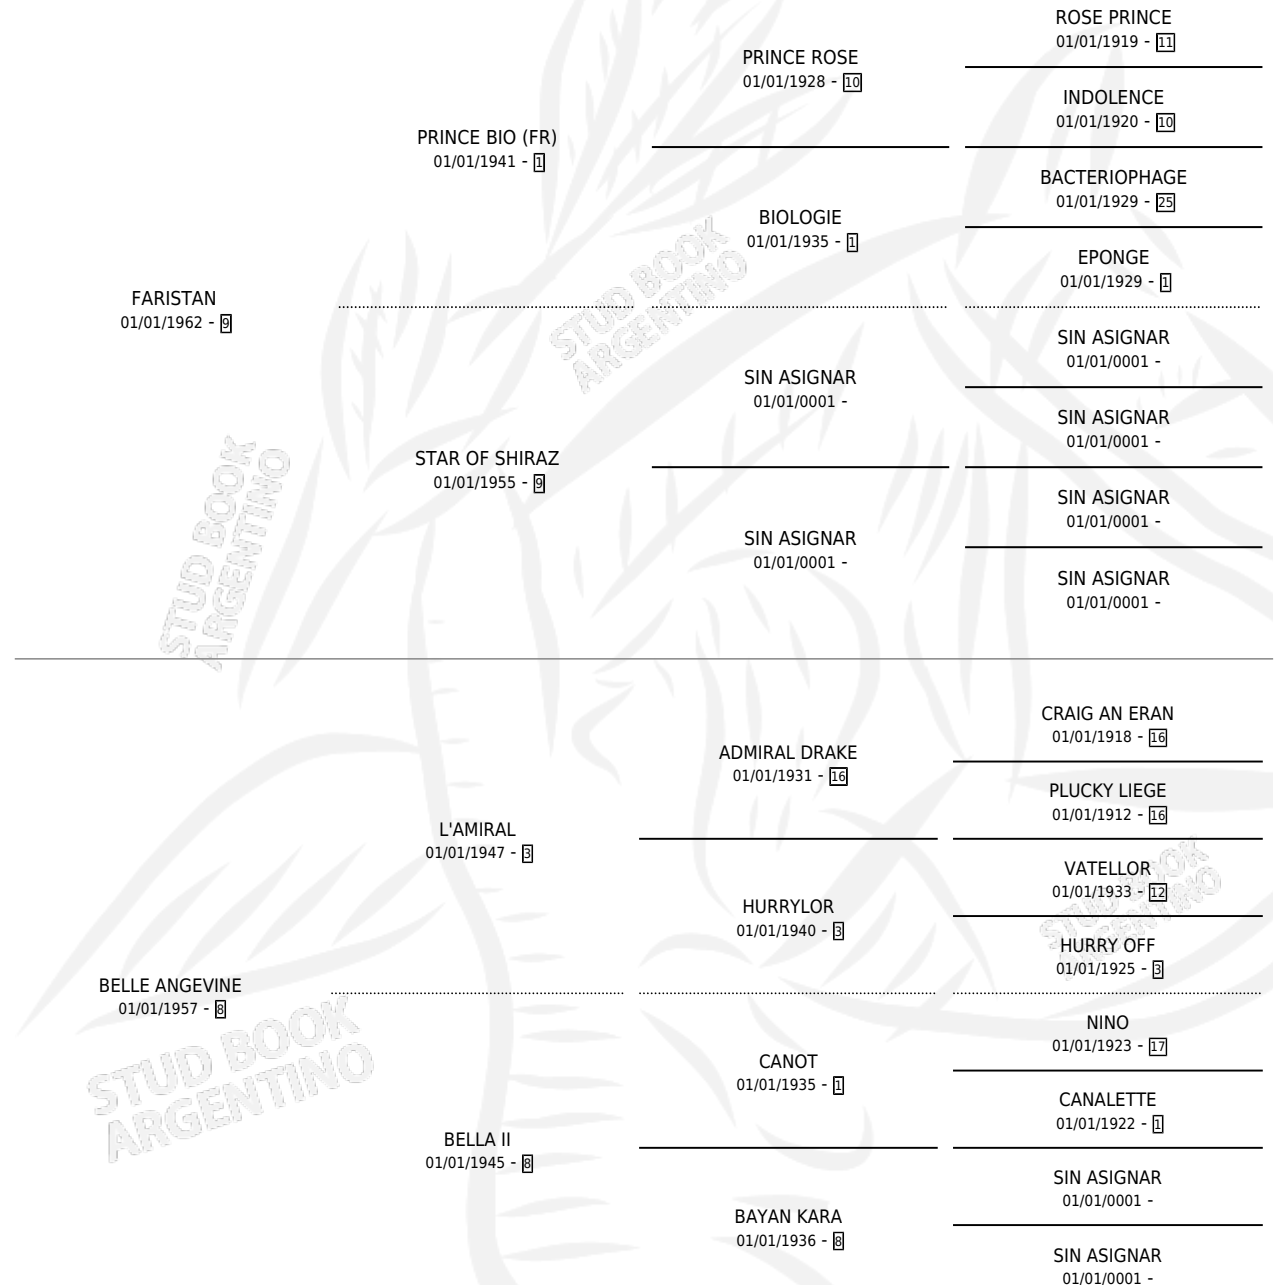 ROSE PRINCE
01/01/1919 - 11
PRINCE ROSE
01/01/1928 - 10
INDOLENCE
01/01/1920 - 10
PRINCE BIO (FR)
01/01/1941 - 1
BACTERIOPHAGE
01/01/1929 - 25
BIOLOGIE
01/01/1935 - 1
EPONGE
01/01/1929 - 1
FARISTAN
01/01/1962 - 9
SIN ASIGNAR
01/01/0001 -
SIN ASIGNAR
01/01/0001 -
SIN ASIGNAR
01/01/0001 -
STAR OF SHIRAZ
01/01/1955 - 9
SIN ASIGNAR
01/01/0001 -
SIN ASIGNAR
01/01/0001 -
SIN ASIGNAR
01/01/0001 -
STUD BOOK
ARGENTINO
STUD BOOK
ARGENTINO
CRAIG AN ERAN
01/01/1918 - 16
ADMIRAL DRAKE
01/01/1931 - 16
PLUCKY LIEGE
01/01/1912 - 16
L'AMIRAL
01/01/1947 - 3
VATELLOR
01/01/1933 - 12
HURRYLOR
01/01/1940 - 3
HURRY OFF
01/01/1925 - 3
BELLE ANGEVINE
01/01/1957 - 8
NINO
01/01/1923 - 17
CANOT
01/01/1935 - 1
CANALETTE
01/01/1922 - 1
BELLA II
01/01/1945 - 8
SIN ASIGNAR
01/01/0001 -
BAYAN KARA
01/01/1936 - 8
SIN ASIGNAR
01/01/0001 -
STUD BOOK
ARGENTINO
STUD BOOK
ARGENTINO